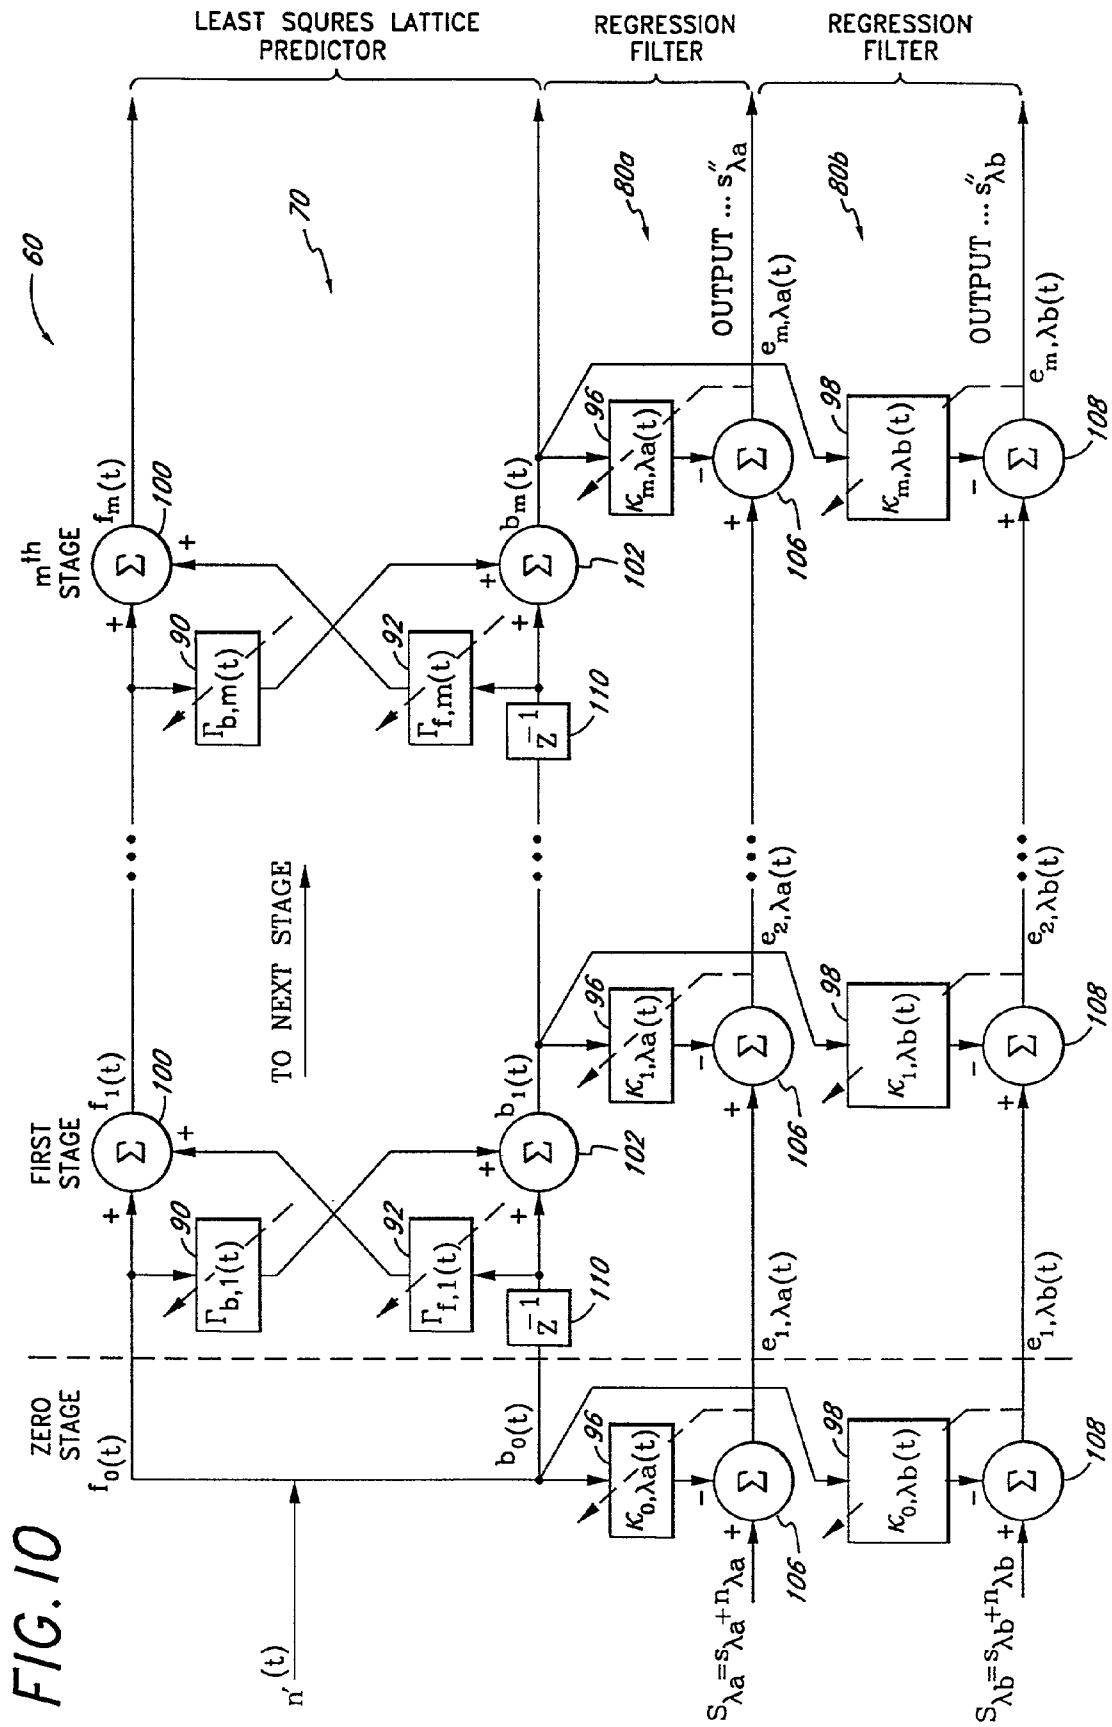 FIG. 10
60
LEAST SQURES LATTICE
PREDICTOR
REGRESSION
FILTER
REGRESSION
FILTER
70
80a
80b
ZERO
STAGE
FIRST
STAGE
mth
STAGE
TO NEXT STAGE
n′(t)
f0(t)
+
Σ
100
f1(t)
•••
+
Σ
100
fm(t)
90
Γb,1(t)
+
90
Γb,m(t)
+
92
Γf,1(t)
+
92
Γf,m(t)
+
b0(t)
z−1
110
+
Σ
102
b1(t)
•••
z−1
110
+
Σ
102
bm(t)
96
κ0,λa(t)
−
96
κ1,λa(t)
−
96
κm,λa(t)
−
Sλa=sλa+nλa
+
Σ
106
e1,λa(t)
+
Σ
106
e2,λa(t)
•••
+
Σ
106
em,λa(t)
OUTPUT ... s″λa
98
κ0,λb(t)
−
98
κ1,λb(t)
−
98
κm,λb(t)
−
Sλb=sλb+nλb
+
Σ
108
e1,λb(t)
+
Σ
108
e2,λb(t)
•••
+
Σ
108
em,λb(t)
OUTPUT ... s″λb